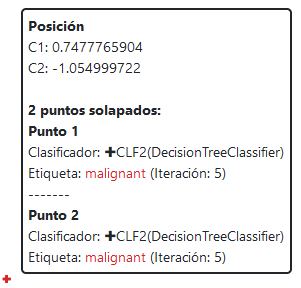 Posición
C1: 0.7477765904
C2: -1.054999722
2 puntos solapados:
Punto 1
Clasificador: ✚CLF2(DecisionTreeClassifier)
Etiqueta: malignant (Iteración: 5)
-------
Punto 2
Clasificador: ✚CLF2(DecisionTreeClassifier)
Etiqueta: malignant (Iteración: 5)